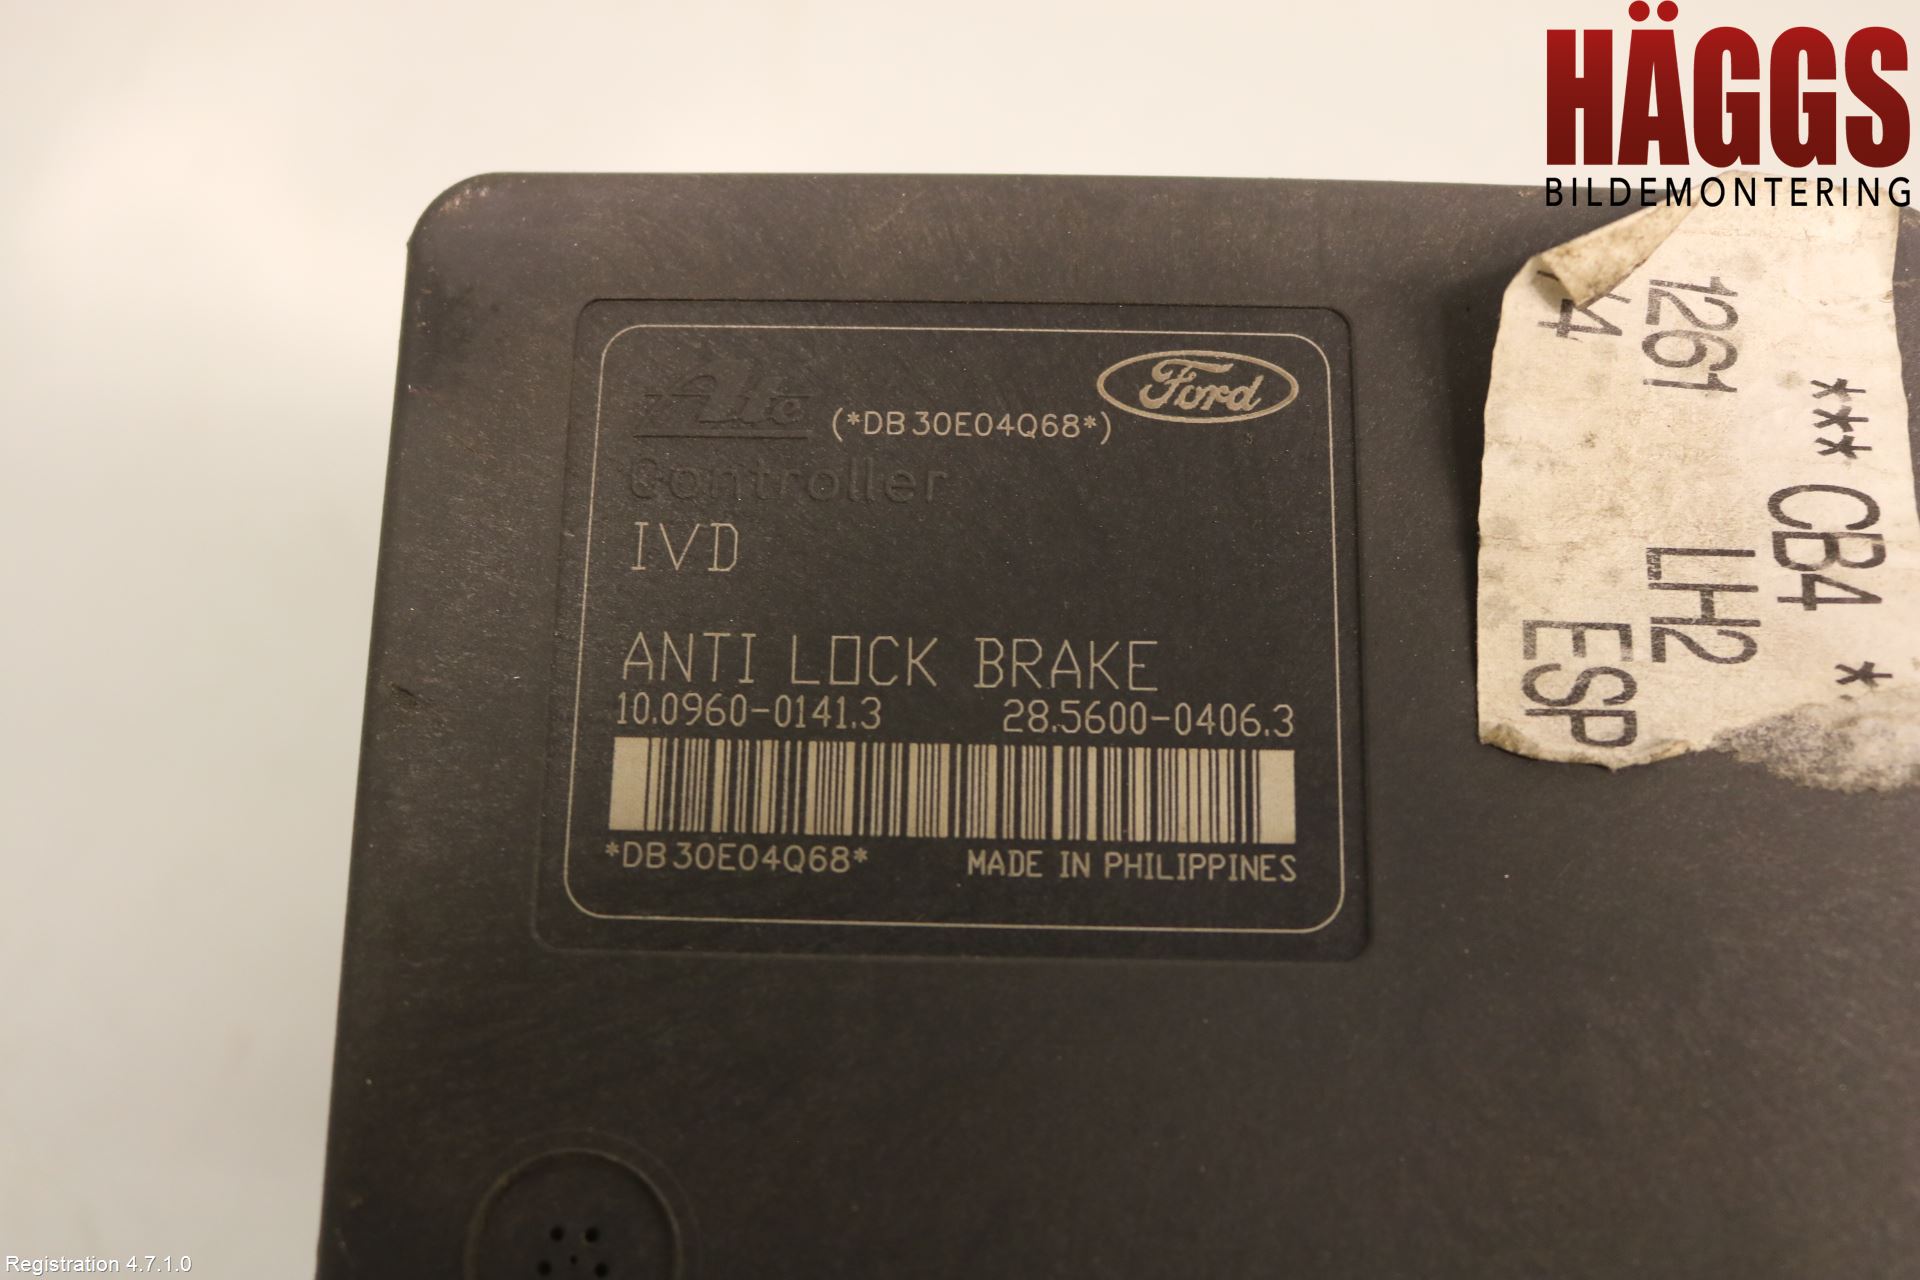 HÄGGS
BILDEMONTERING
Ate
(*DB30E04Q68*)
Ford
Controller
IVD
ANTI LOCK BRAKE
10.0960-0141.3 28.5600-0406.3
*DB30E04Q68* MADE IN PHILIPPINES
*** CB4 *
1261 LH2
ESP
Registration 4.7.1.0